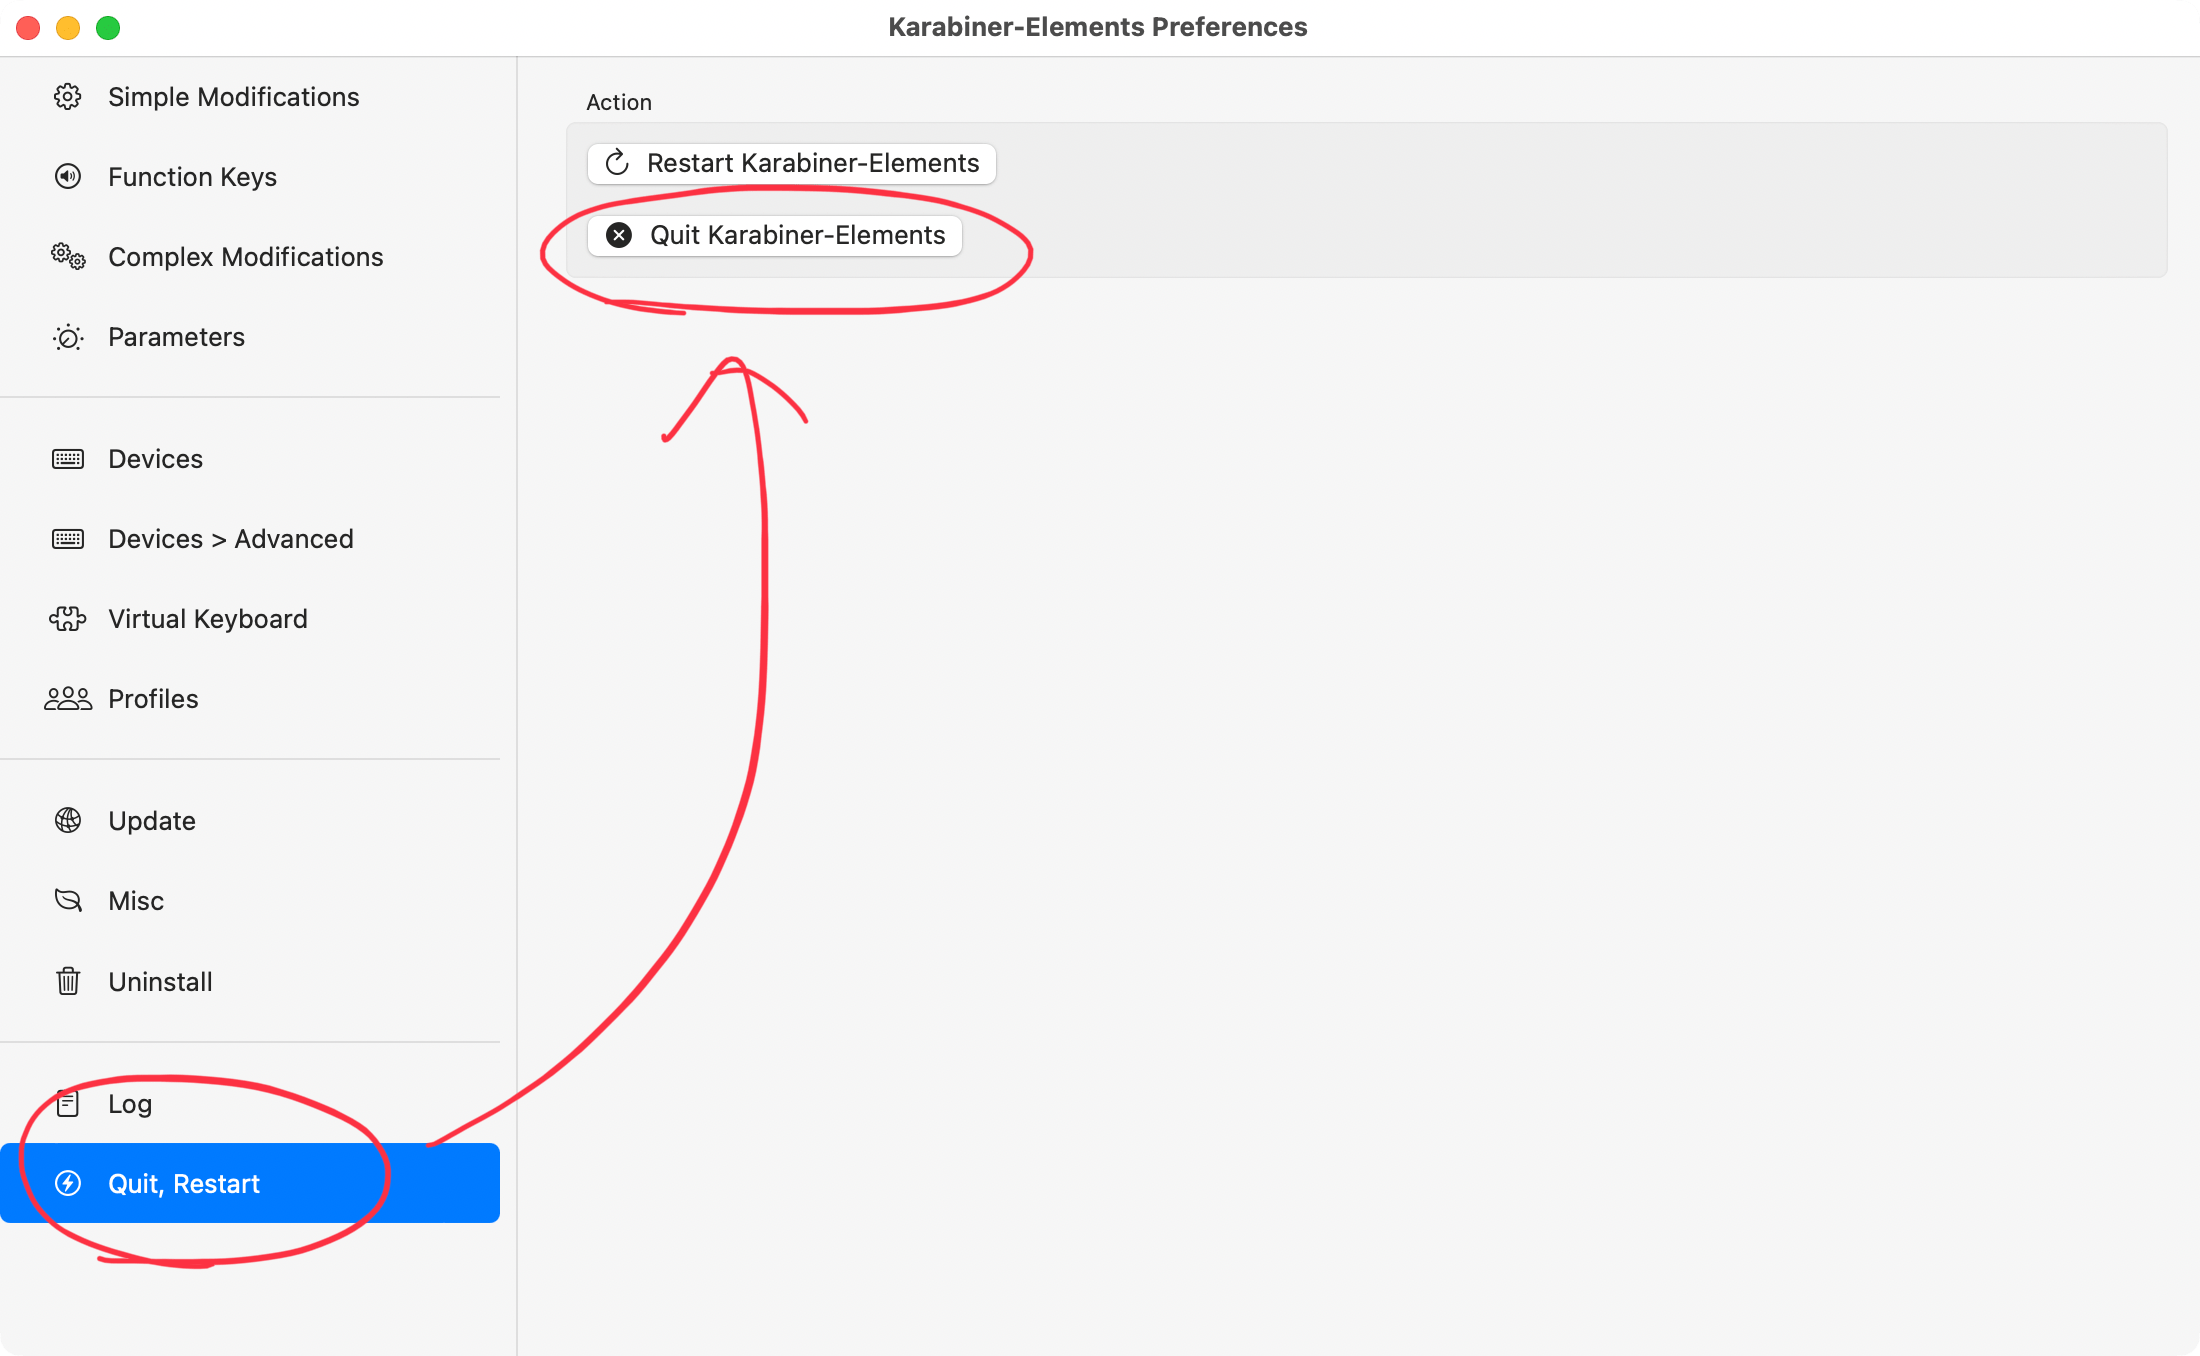 Karabiner-Elements Preferences
Simple Modifications
Function Keys
Complex Modifications
Parameters
Devices
Devices > Advanced
Virtual Keyboard
Profiles
Update
Misc
Uninstall
Log
Quit, Restart
Action
Restart Karabiner-Elements
Quit Karabiner-Elements